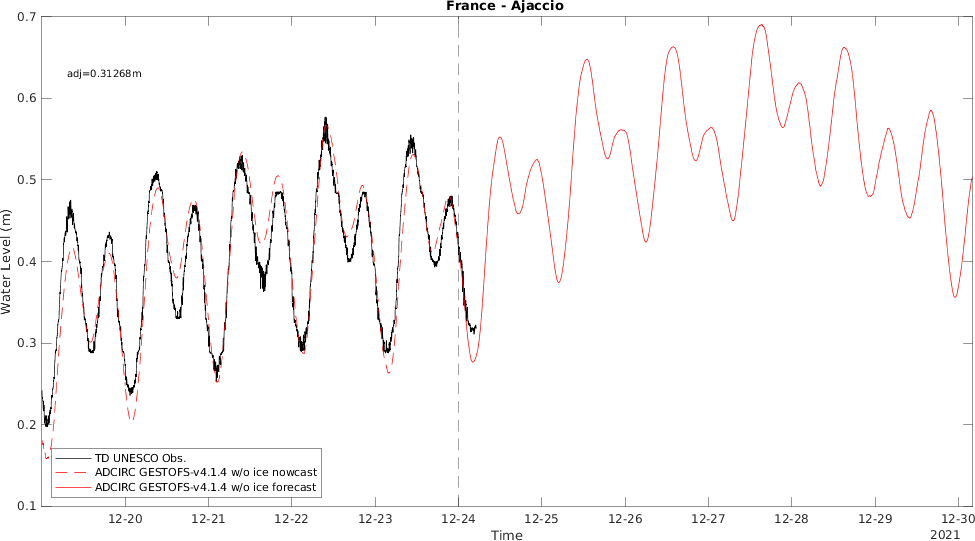 France - Ajaccio
adj=0.31268m
0.7
0.6
0.5
0.4
0.3
0.2
0.1
Water Level (m)
TD UNESCO Obs.
ADCIRC GESTOFS-v4.1.4 w/o ice nowcast
ADCIRC GESTOFS-v4.1.4 w/o ice forecast
12-20 12-21 12-22 12-23 12-24 12-25 12-26 12-27 12-28 12-29 12-30
Time
2021